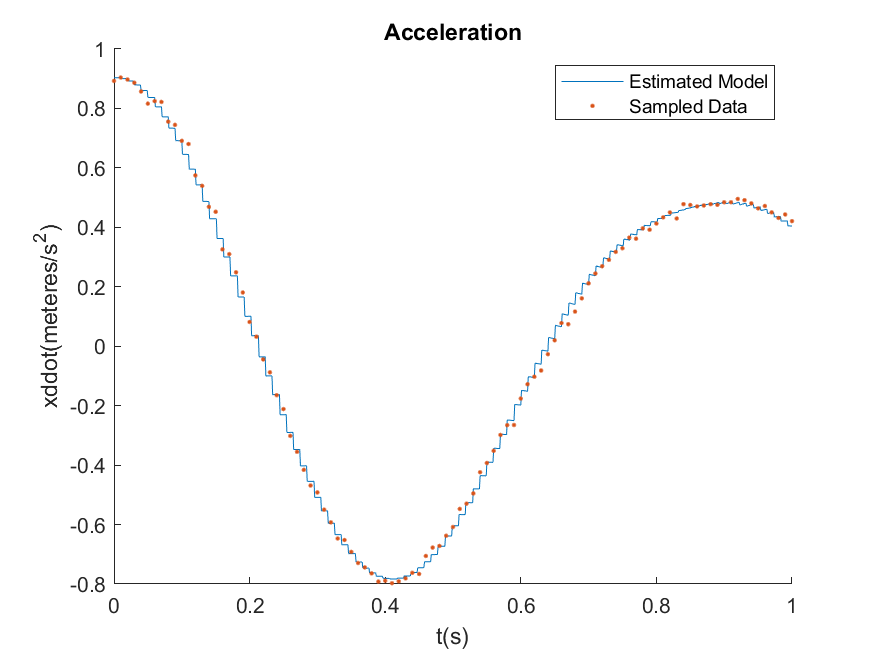 Acceleration
1
0.8
0.6
0.4
0.2
0
-0.2
-0.4
-0.6
-0.8
xddot(meteres/s²)
Estimated Model
Sampled Data
0 0.2 0.4 0.6 0.8 1
t(s)